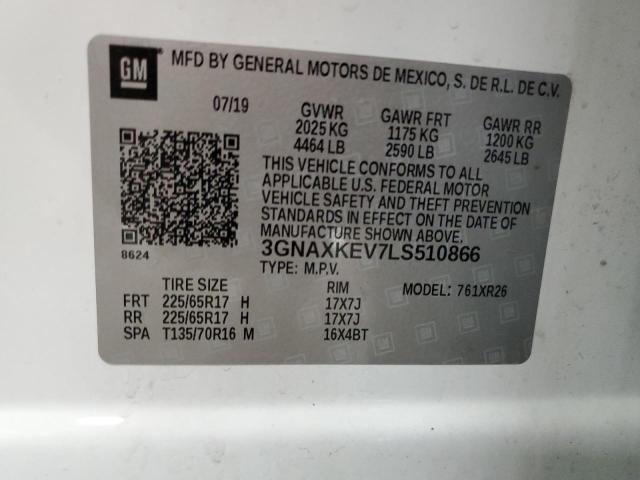 GM MFD BY GENERAL MOTORS DE MEXICO, S. DE R.L. DE C.V.
07/19 GVWR GAWR FRT GAWR RR
2025 KG 1175 KG 1200 KG
4464 LB 2590 LB 2645 LB
THIS VEHICLE CONFORMS TO ALL
APPLICABLE U.S. FEDERAL MOTOR
VEHICLE SAFETY AND THEFT PREVENTION
STANDARDS IN EFFECT ON THE DATE OF
MANUFACTURE SHOWN ABOVE.
8624 3GNAXKEV7LS510866
TYPE: M.P.V.
TIRE SIZE RIM MODEL: 761XR26
FRT 225/65R17 H 17X7J
RR 225/65R17 H 17X7J
SPA T135/70R16 M 16X4BT